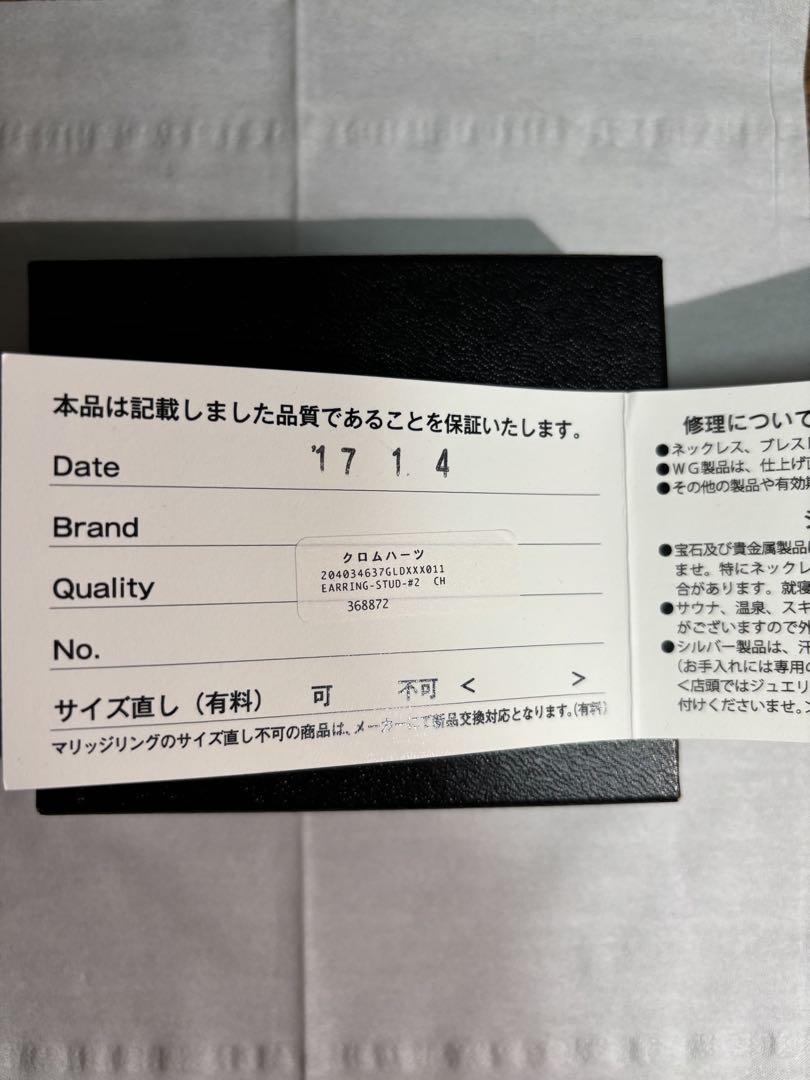 本品は記載しました品質であることを保証いたします。
Date '17 1. 4
Brand
クロムハーツ
204034637GLDXXX011
Quality
EARRING-STUD-#2 CH
368872
No.
サイズ直し（有料） 可 不可 < >
マリッジリングのサイズ直し不可の商品は、メーカーにて新品交換対応となります。(有料)
修理について
●ネックレス、ブレスレ
●WG製品は、仕上げ直
●その他の製品や有効期
●宝石及び貴金属製品は
ませ。特にネックレ
合があります。就寝
●サウナ、温泉、スキ
がございますので外
●シルバー製品は、汗
(お手入れには専用の
<店頭ではジュエリ
付けくださいませ。